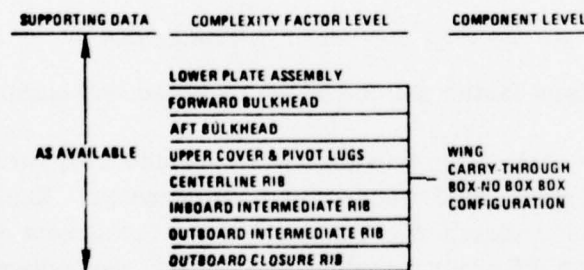 SUPPORTING DATA
COMPLEXITY FACTOR LEVEL
COMPONENT LEVEL
AS AVAILABLE
LOWER PLATE ASSEMBLY
FORWARD BULKHEAD
AFT BULKHEAD
UPPER COVER & PIVOT LUGS
CENTERLINE RIB
INBOARD INTERMEDIATE RIB
OUTBOARD INTERMEDIATE RIB
OUTBOARD CLOSURE RIB
WING
CARRY-THROUGH
BOX-NO BOX BOX
CONFIGURATION